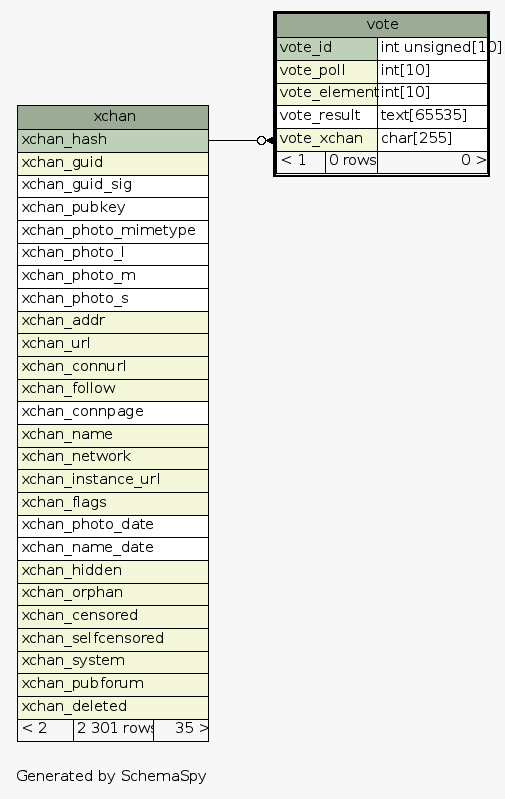 vote
vote_id int unsigned[10]
vote_poll int[10]
vote_element int[10]
vote_result text[65535]
vote_xchan char[255]
< 1 0 rows 0 >
xchan
xchan_hash
xchan_guid
xchan_guid_sig
xchan_pubkey
xchan_photo_mimetype
xchan_photo_l
xchan_photo_m
xchan_photo_s
xchan_addr
xchan_url
xchan_connurl
xchan_follow
xchan_connpage
xchan_name
xchan_network
xchan_instance_url
xchan_flags
xchan_photo_date
xchan_name_date
xchan_hidden
xchan_orphan
xchan_censored
xchan_selfcensored
xchan_system
xchan_pubforum
xchan_deleted
< 2 2 301 rows 35 >
Generated by SchemaSpy